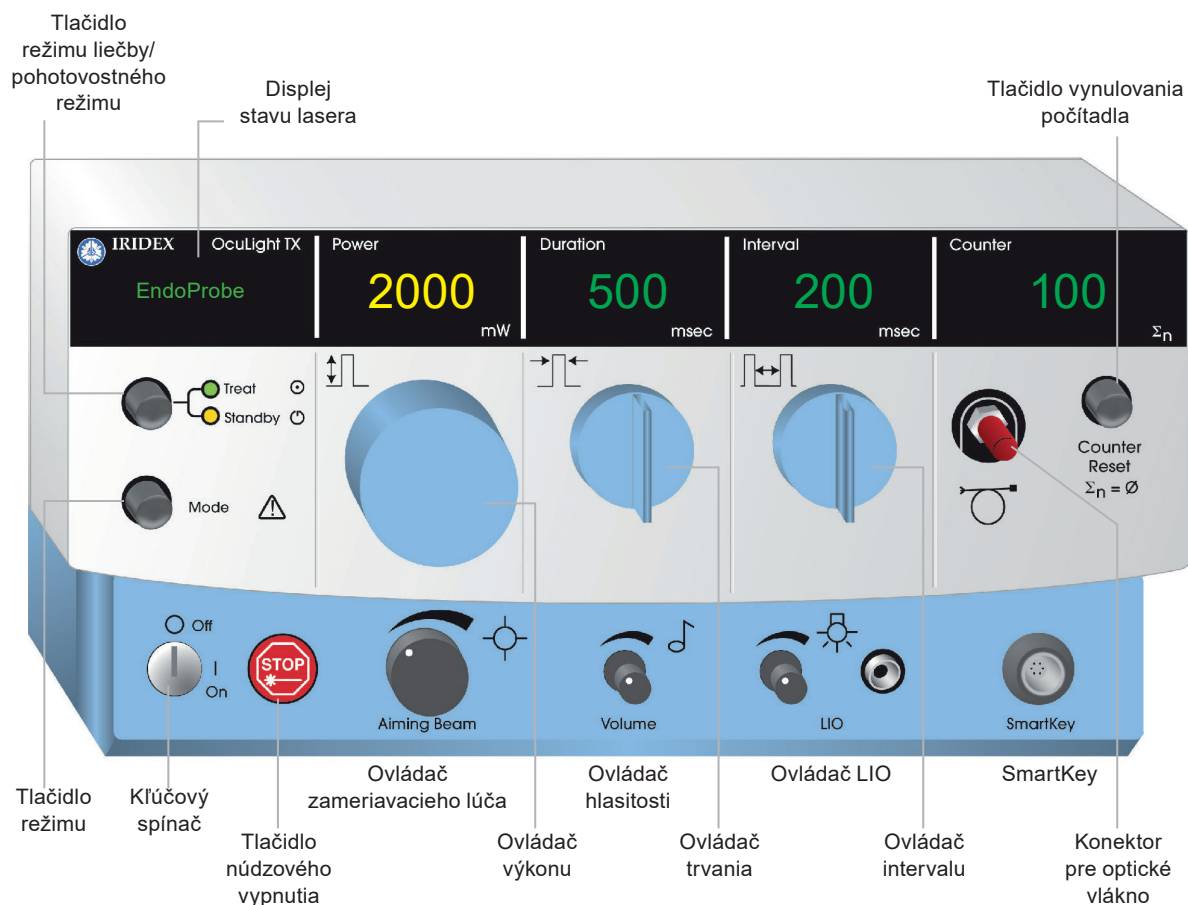 Tlačidlo
režimu liečby/
pohotovostného
režimu
Displej
stavu lasera
Tlačidlo vynulovania
počítadla
IRIDEX OcuLight TX
Power
Duration
Interval
Counter
EndoProbe
2000
500
200
100
mW
msec
msec
Σn
Treat
Standby
Mode
Counter
Reset
Σn = Ø
Off
On
STOP
Aiming Beam
Volume
LIO
SmartKey
Tlačidlo
režimu
Kľúčový
spínač
Tlačidlo
núdzového
vypnutia
Ovládač
zameriavacieho lúča
Ovládač
výkonu
Ovládač
hlasitosti
Ovládač
trvania
Ovládač LIO
Ovládač
intervalu
SmartKey
Konektor
pre optické
vlákno